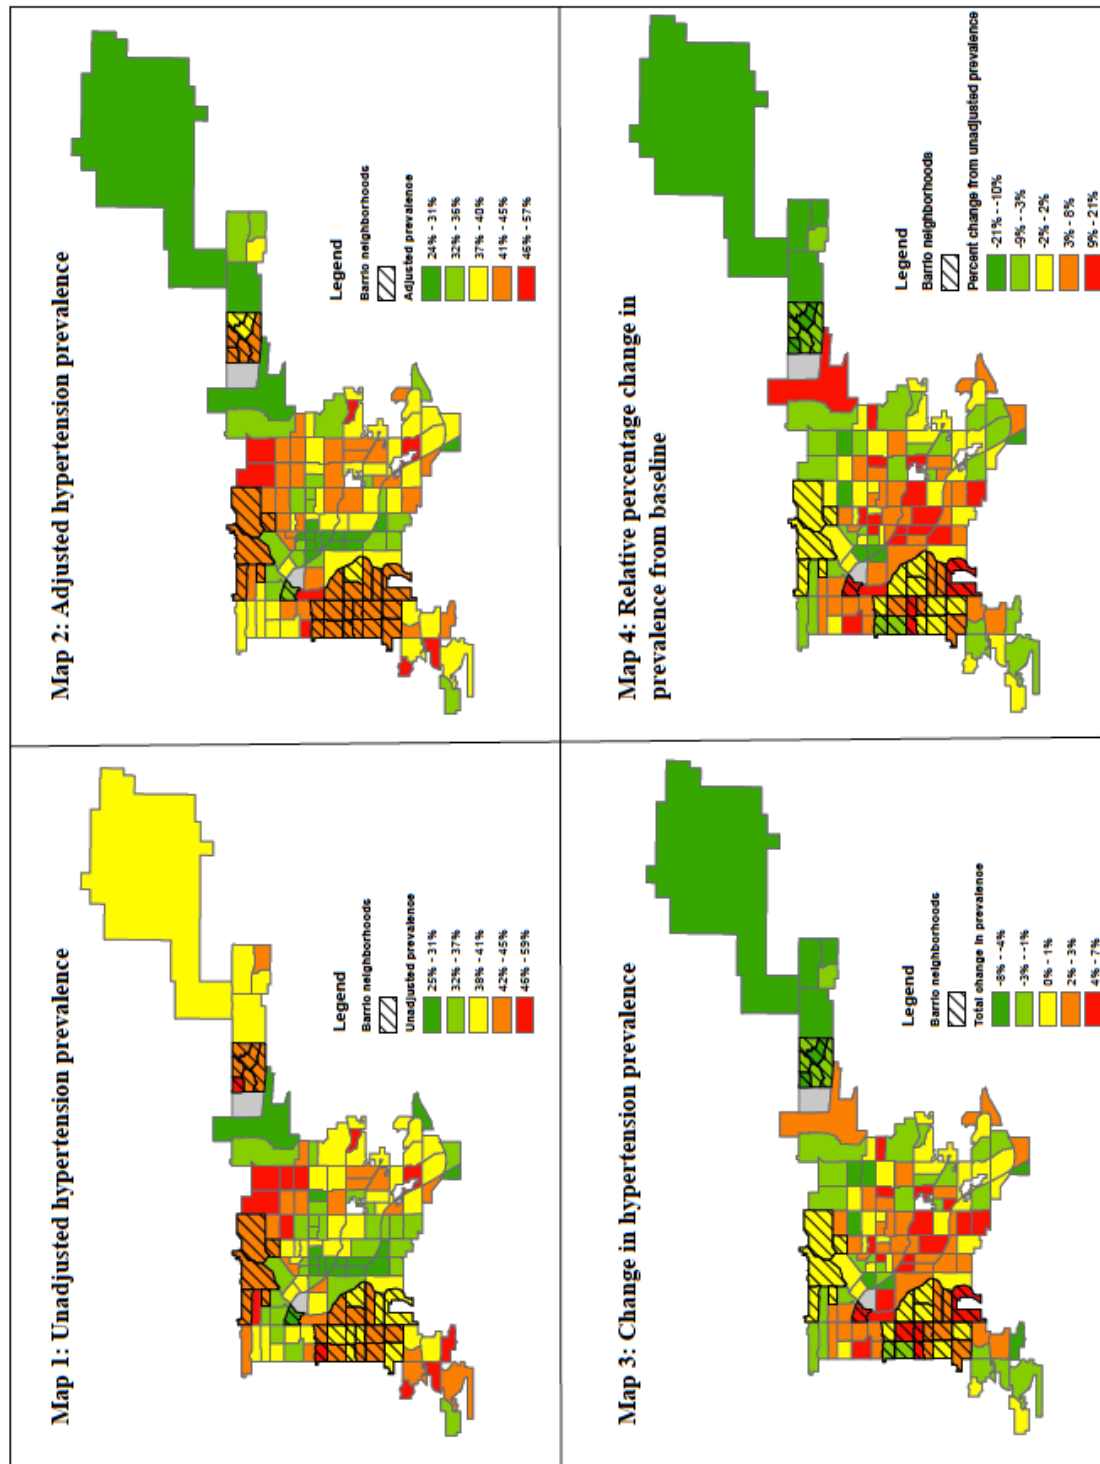 Map 1: Unadjusted hypertension prevalence
Legend
Barrio neighborhoods
Unadjusted prevalence
25% - 31%
32% - 37%
38% - 41%
42% - 45%
46% - 59%
Map 2: Adjusted hypertension prevalence
Legend
Barrio neighborhoods
Adjusted prevalence
24% - 31%
32% - 36%
37% - 40%
41% - 45%
46% - 57%
Map 3: Change in hypertension prevalence
Legend
Barrio neighborhoods
Total change in prevalence
-8% - -4%
-3% - -1%
0% - 1%
2% - 3%
4% - 7%
Map 4: Relative percentage change in
prevalence from baseline
Legend
Barrio neighborhoods
Percent change from unadjusted prevalence
-21% - -10%
-9% - -3%
-2% - 2%
3% - 8%
9% - 21%